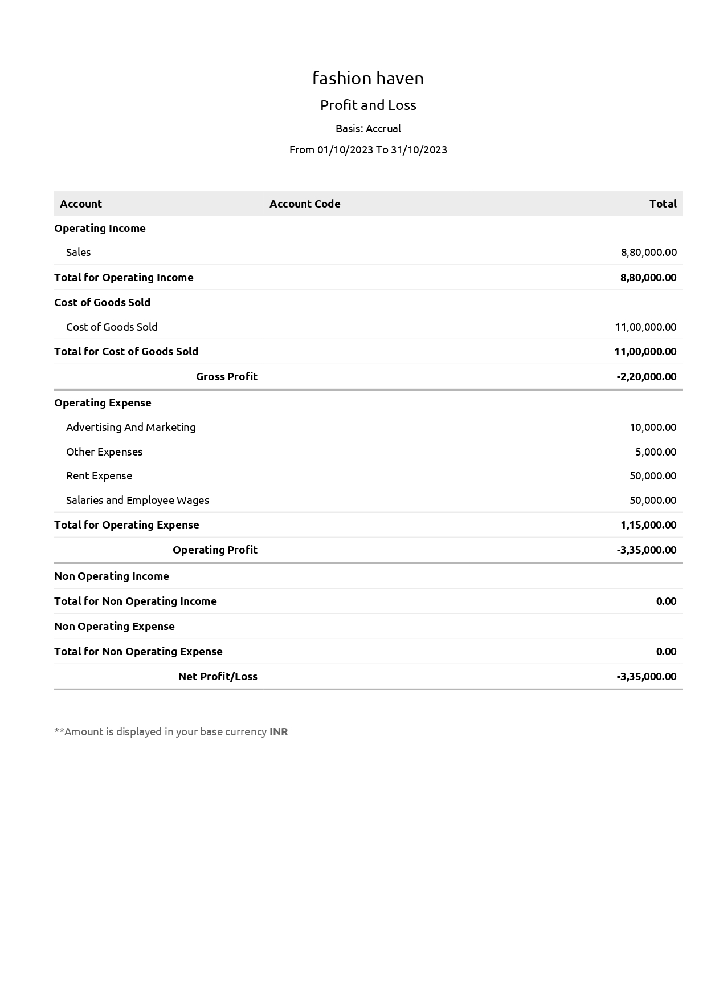 fashion haven
Profit and Loss
Basis: Accrual
From 01/10/2023 To 31/10/2023
Account Account Code Total
Operating Income
Sales 8,80,000.00
Total for Operating Income 8,80,000.00
Cost of Goods Sold
Cost of Goods Sold 11,00,000.00
Total for Cost of Goods Sold 11,00,000.00
Gross Profit -2,20,000.00
Operating Expense
Advertising And Marketing 10,000.00
Other Expenses 5,000.00
Rent Expense 50,000.00
Salaries and Employee Wages 50,000.00
Total for Operating Expense 1,15,000.00
Operating Profit -3,35,000.00
Non Operating Income
Total for Non Operating Income 0.00
Non Operating Expense
Total for Non Operating Expense 0.00
Net Profit/Loss -3,35,000.00
**Amount is displayed in your base currency INR